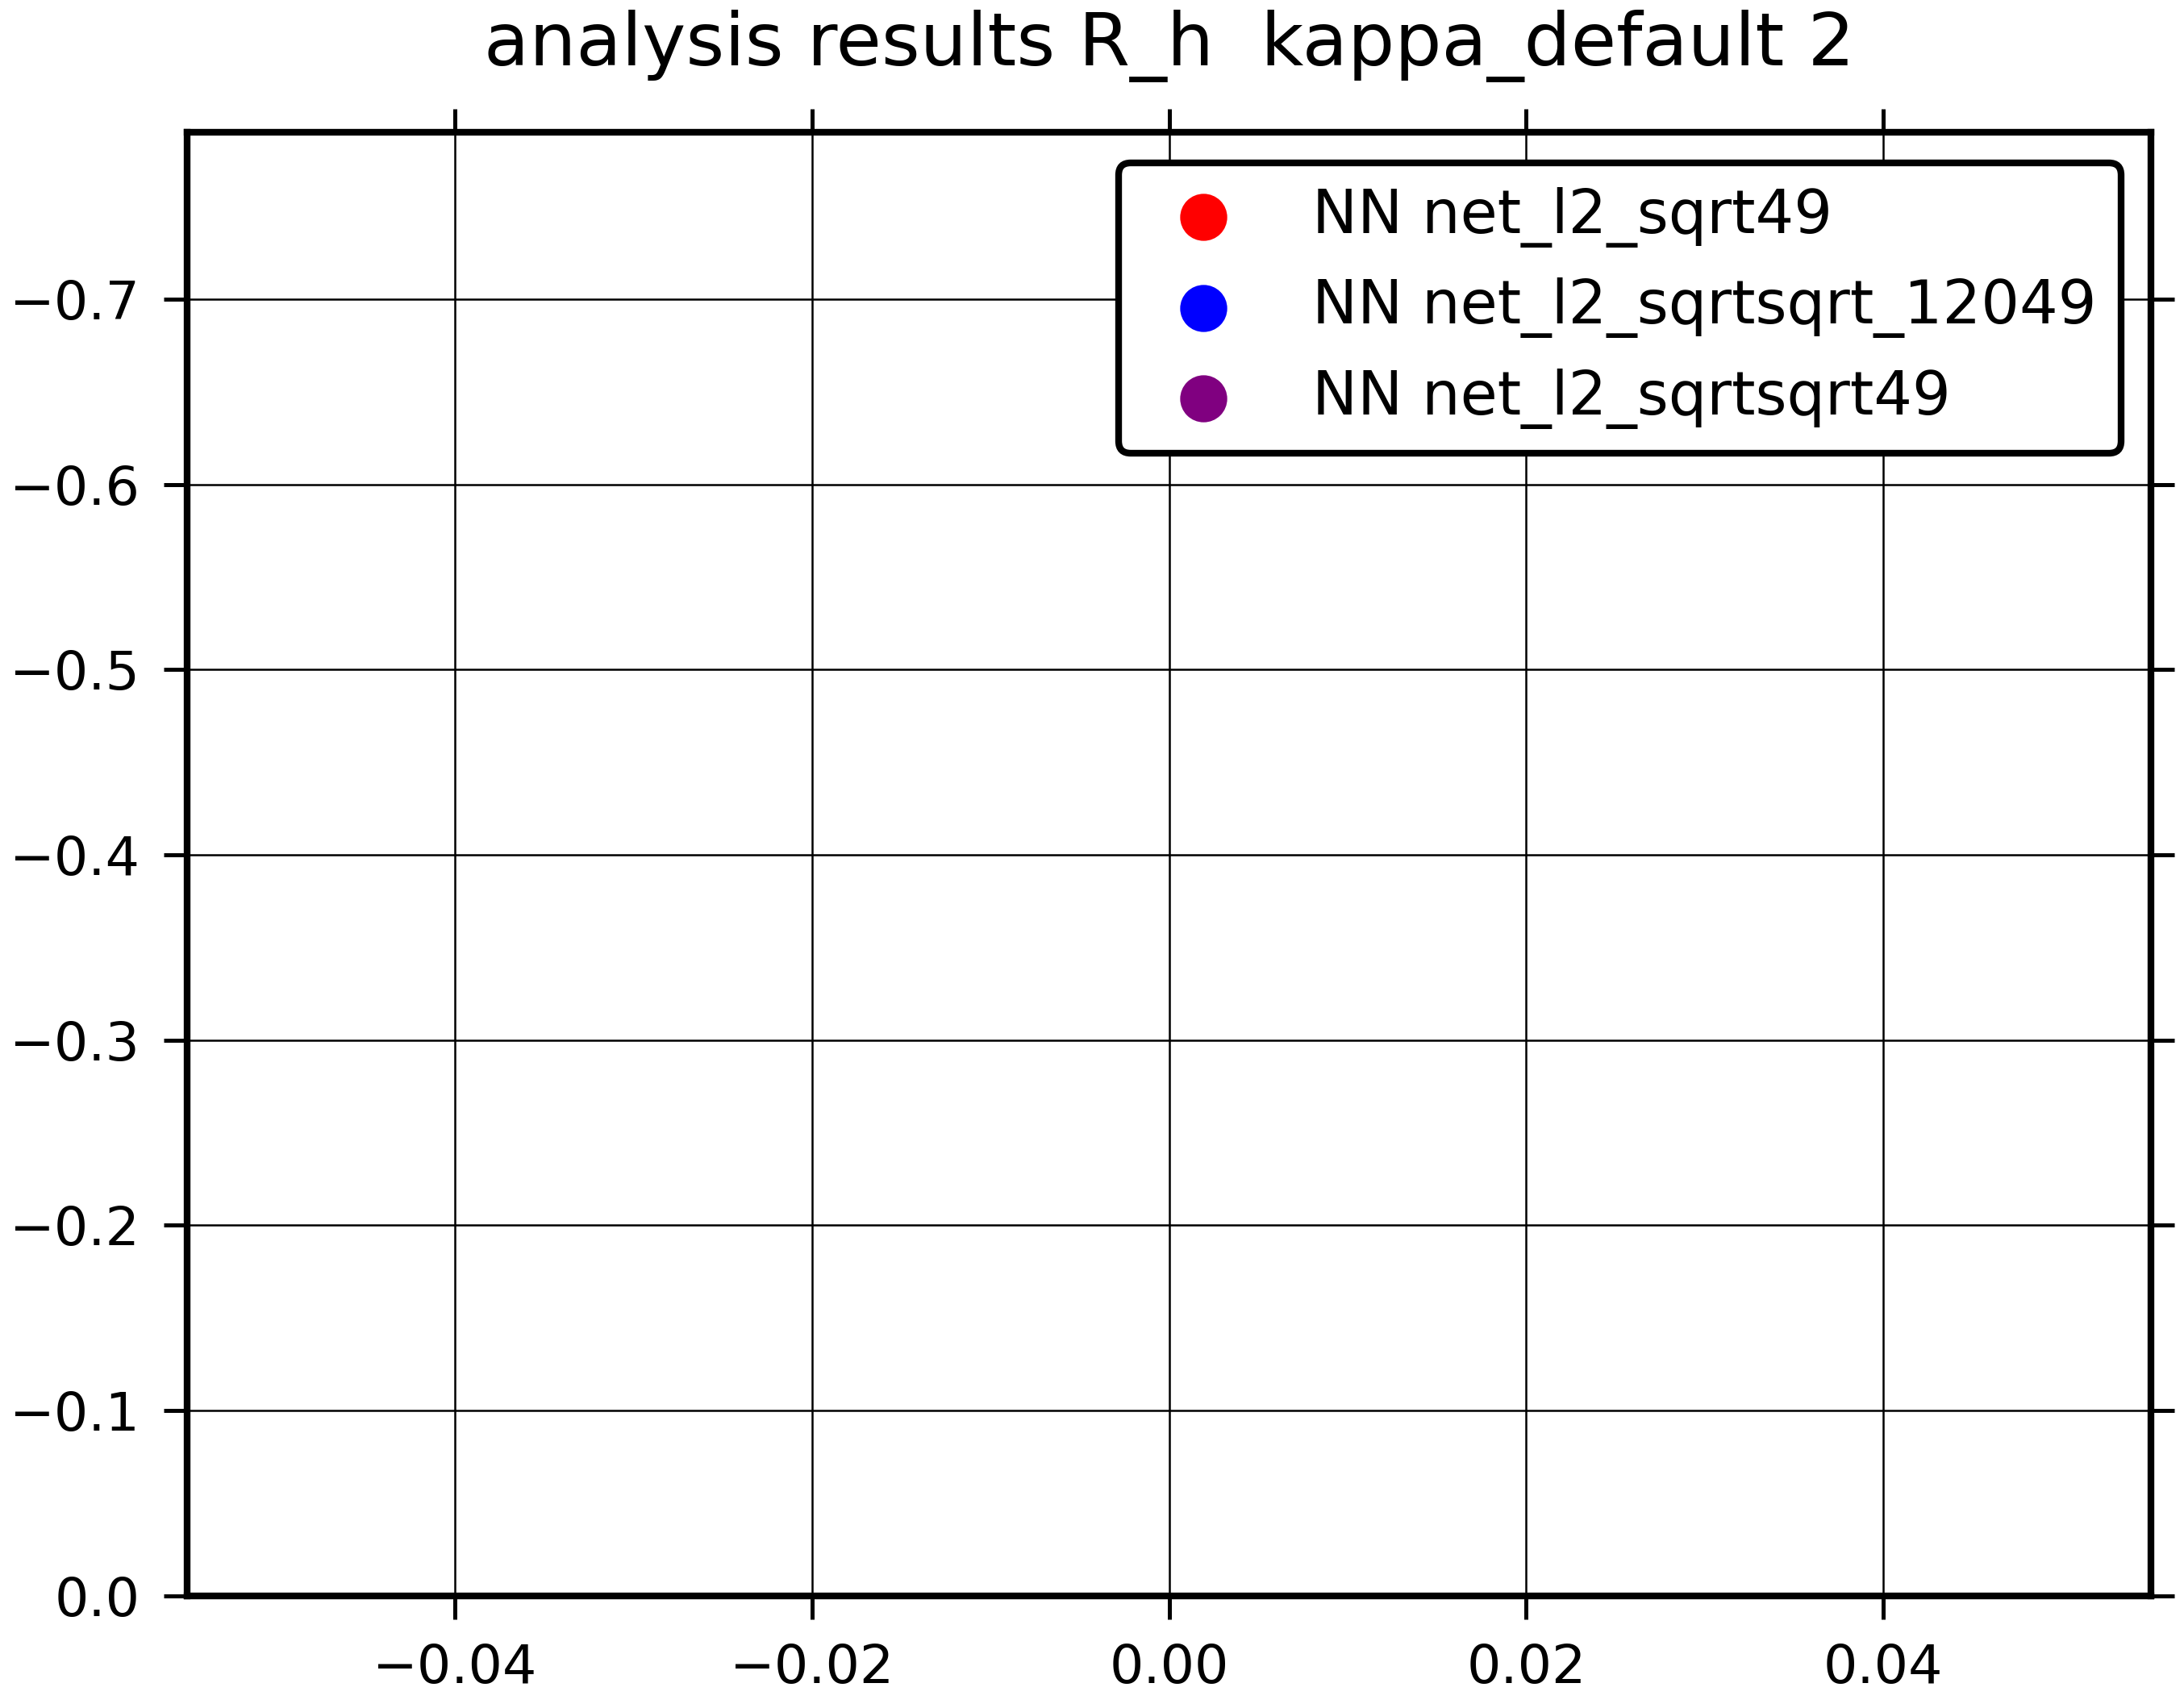 analysis results R_h  kappa_default 2
NN net_l2_sqrt49
NN net_l2_sqrtsqrt_12049
NN net_l2_sqrtsqrt49
−0.7
−0.6
−0.5
−0.4
−0.3
−0.2
−0.1
0.0
−0.04 −0.02 0.00 0.02 0.04